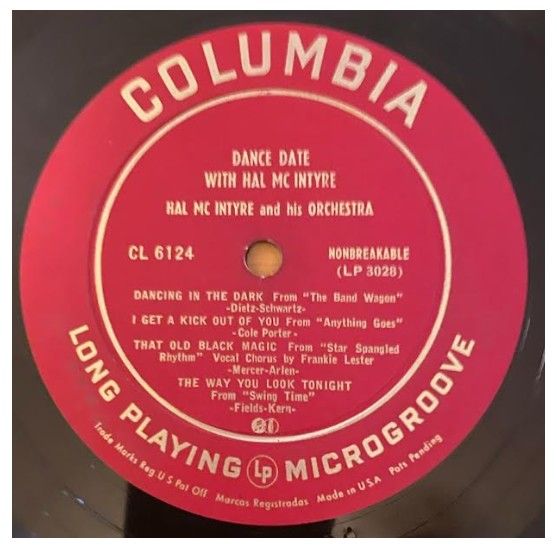 COLUMBIA
DANCE DATE
WITH HAL MC INTYRE
HAL MC INTYRE and his ORCHESTRA
CL 6124
NONBREAKABLE
(LP 3028)
DANCING IN THE DARK From "The Band Wagon"
-Dietz-Schwartz-
I GET A KICK OUT OF YOU From "Anything Goes"
-Cole Porter-
THAT OLD BLACK MAGIC From "Star Spangled
Rhythm" Vocal Chorus by Frankie Lester
-Mercer-Arlen-
THE WAY YOU LOOK TONIGHT
From "Swing Time"
-Fields-Kern-
LONG PLAYING LP MICROGROOVE
Trade Marks Reg. U S Pat Off Marcas Registradas Made in U.S.A Pats Pending